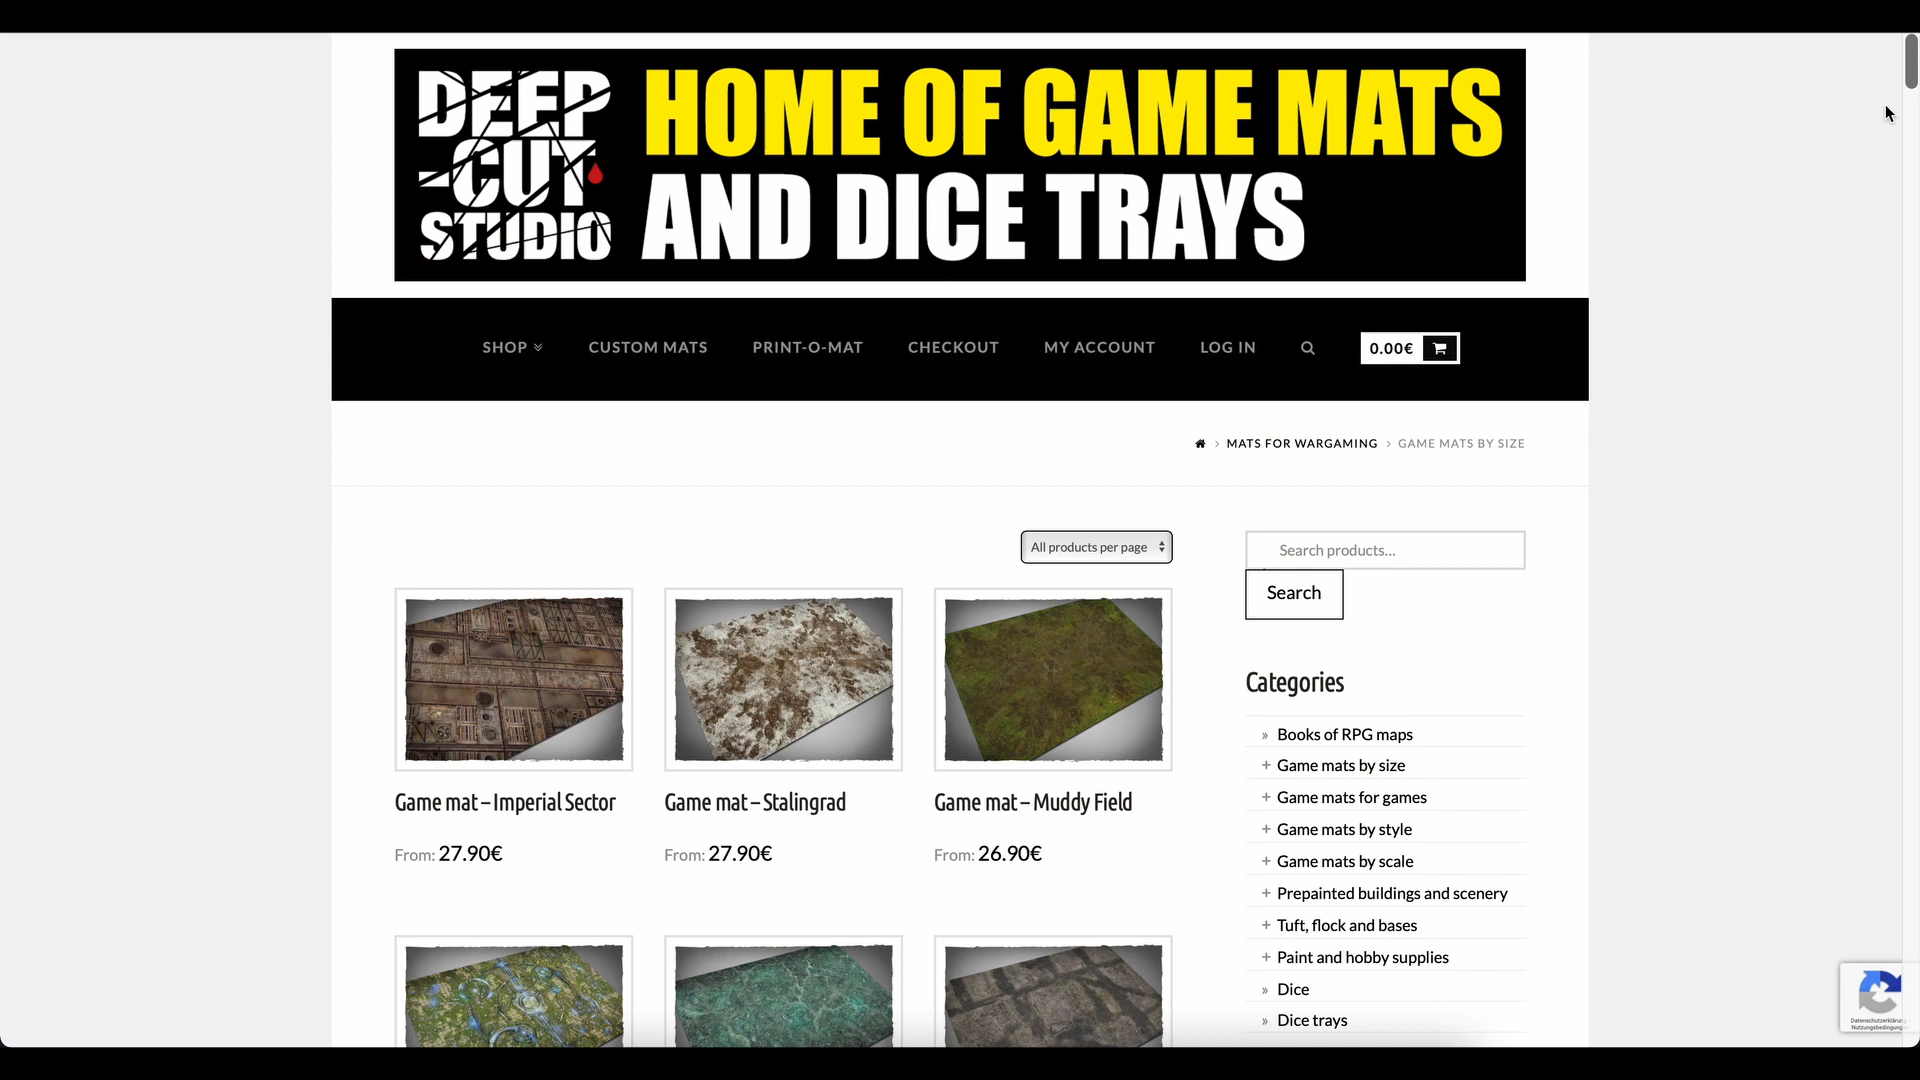 DEEP
-CUT
STUDIO
HOME OF GAME MATS
AND DICE TRAYS
SHOP
CUSTOM MATS
PRINT-O-MAT
CHECKOUT
MY ACCOUNT
LOG IN
0.00€
MATS FOR WARGAMING
GAME MATS BY SIZE
All products per page
Search products...
Search
Game mat – Imperial Sector
From: 27.90€
Game mat – Stalingrad
From: 27.90€
Game mat – Muddy Field
From: 26.90€
Categories
» Books of RPG maps
+ Game mats by size
+ Game mats for games
+ Game mats by style
+ Game mats by scale
+ Prepainted buildings and scenery
+ Tuft, flock and bases
+ Paint and hobby supplies
» Dice
» Dice trays
Datenschutzerklärung -
Nutzungsbedingungen